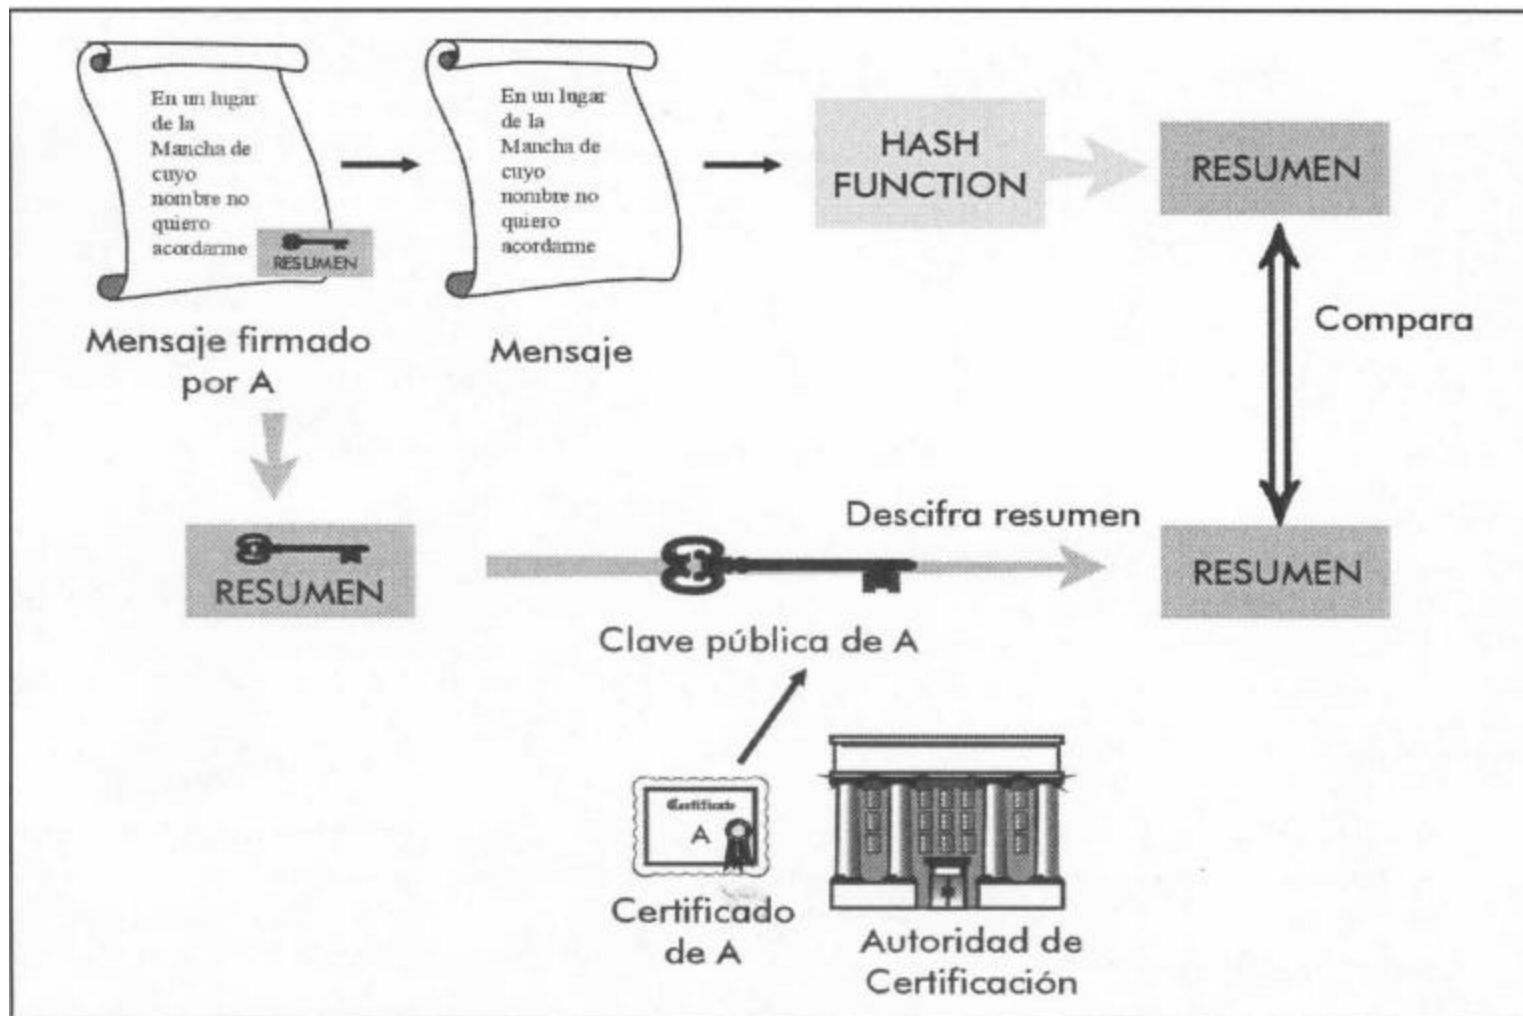 En un lugar
de la
Mancha de
cuyo
nombre no
quiero
acordarme
RESUMEN
Mensaje firmado
por A
En un lugar
de la
Mancha de
cuyo
nombre no
quiero
acordarme
Mensaje
HASH
FUNCTION
RESUMEN
Compara
RESUMEN
Descifra resumen
Clave pública de A
RESUMEN
Certificate
A
Certificado
de A
Autoridad de
Certificación